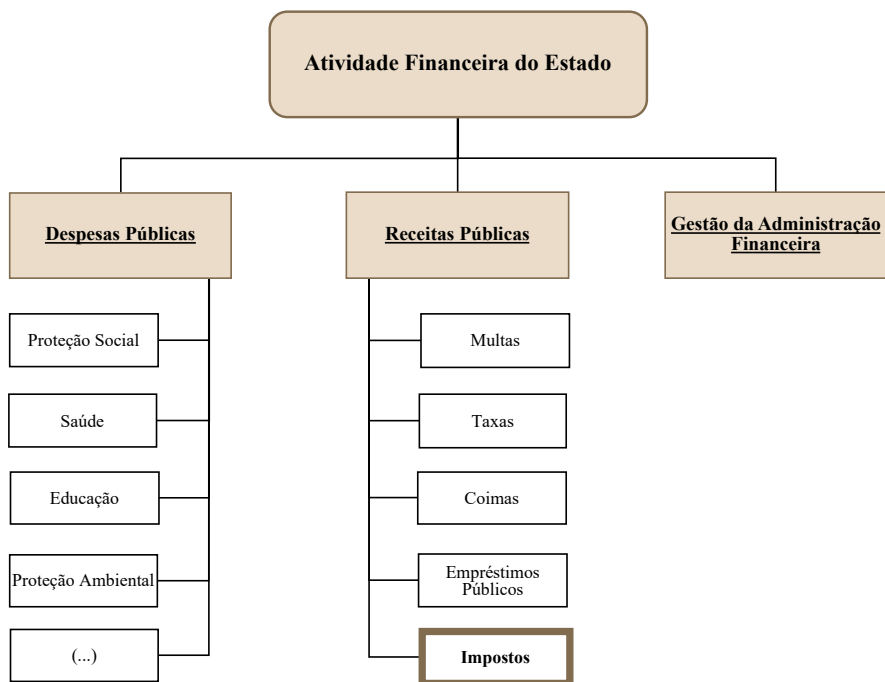 Atividade Financeira do Estado
Despesas Públicas
Receitas Públicas
Gestão da Administração
Financeira
Proteção Social
Saúde
Educação
Proteção Ambiental
(...)
Multas
Taxas
Coimas
Empréstimos
Públicos
Impostos